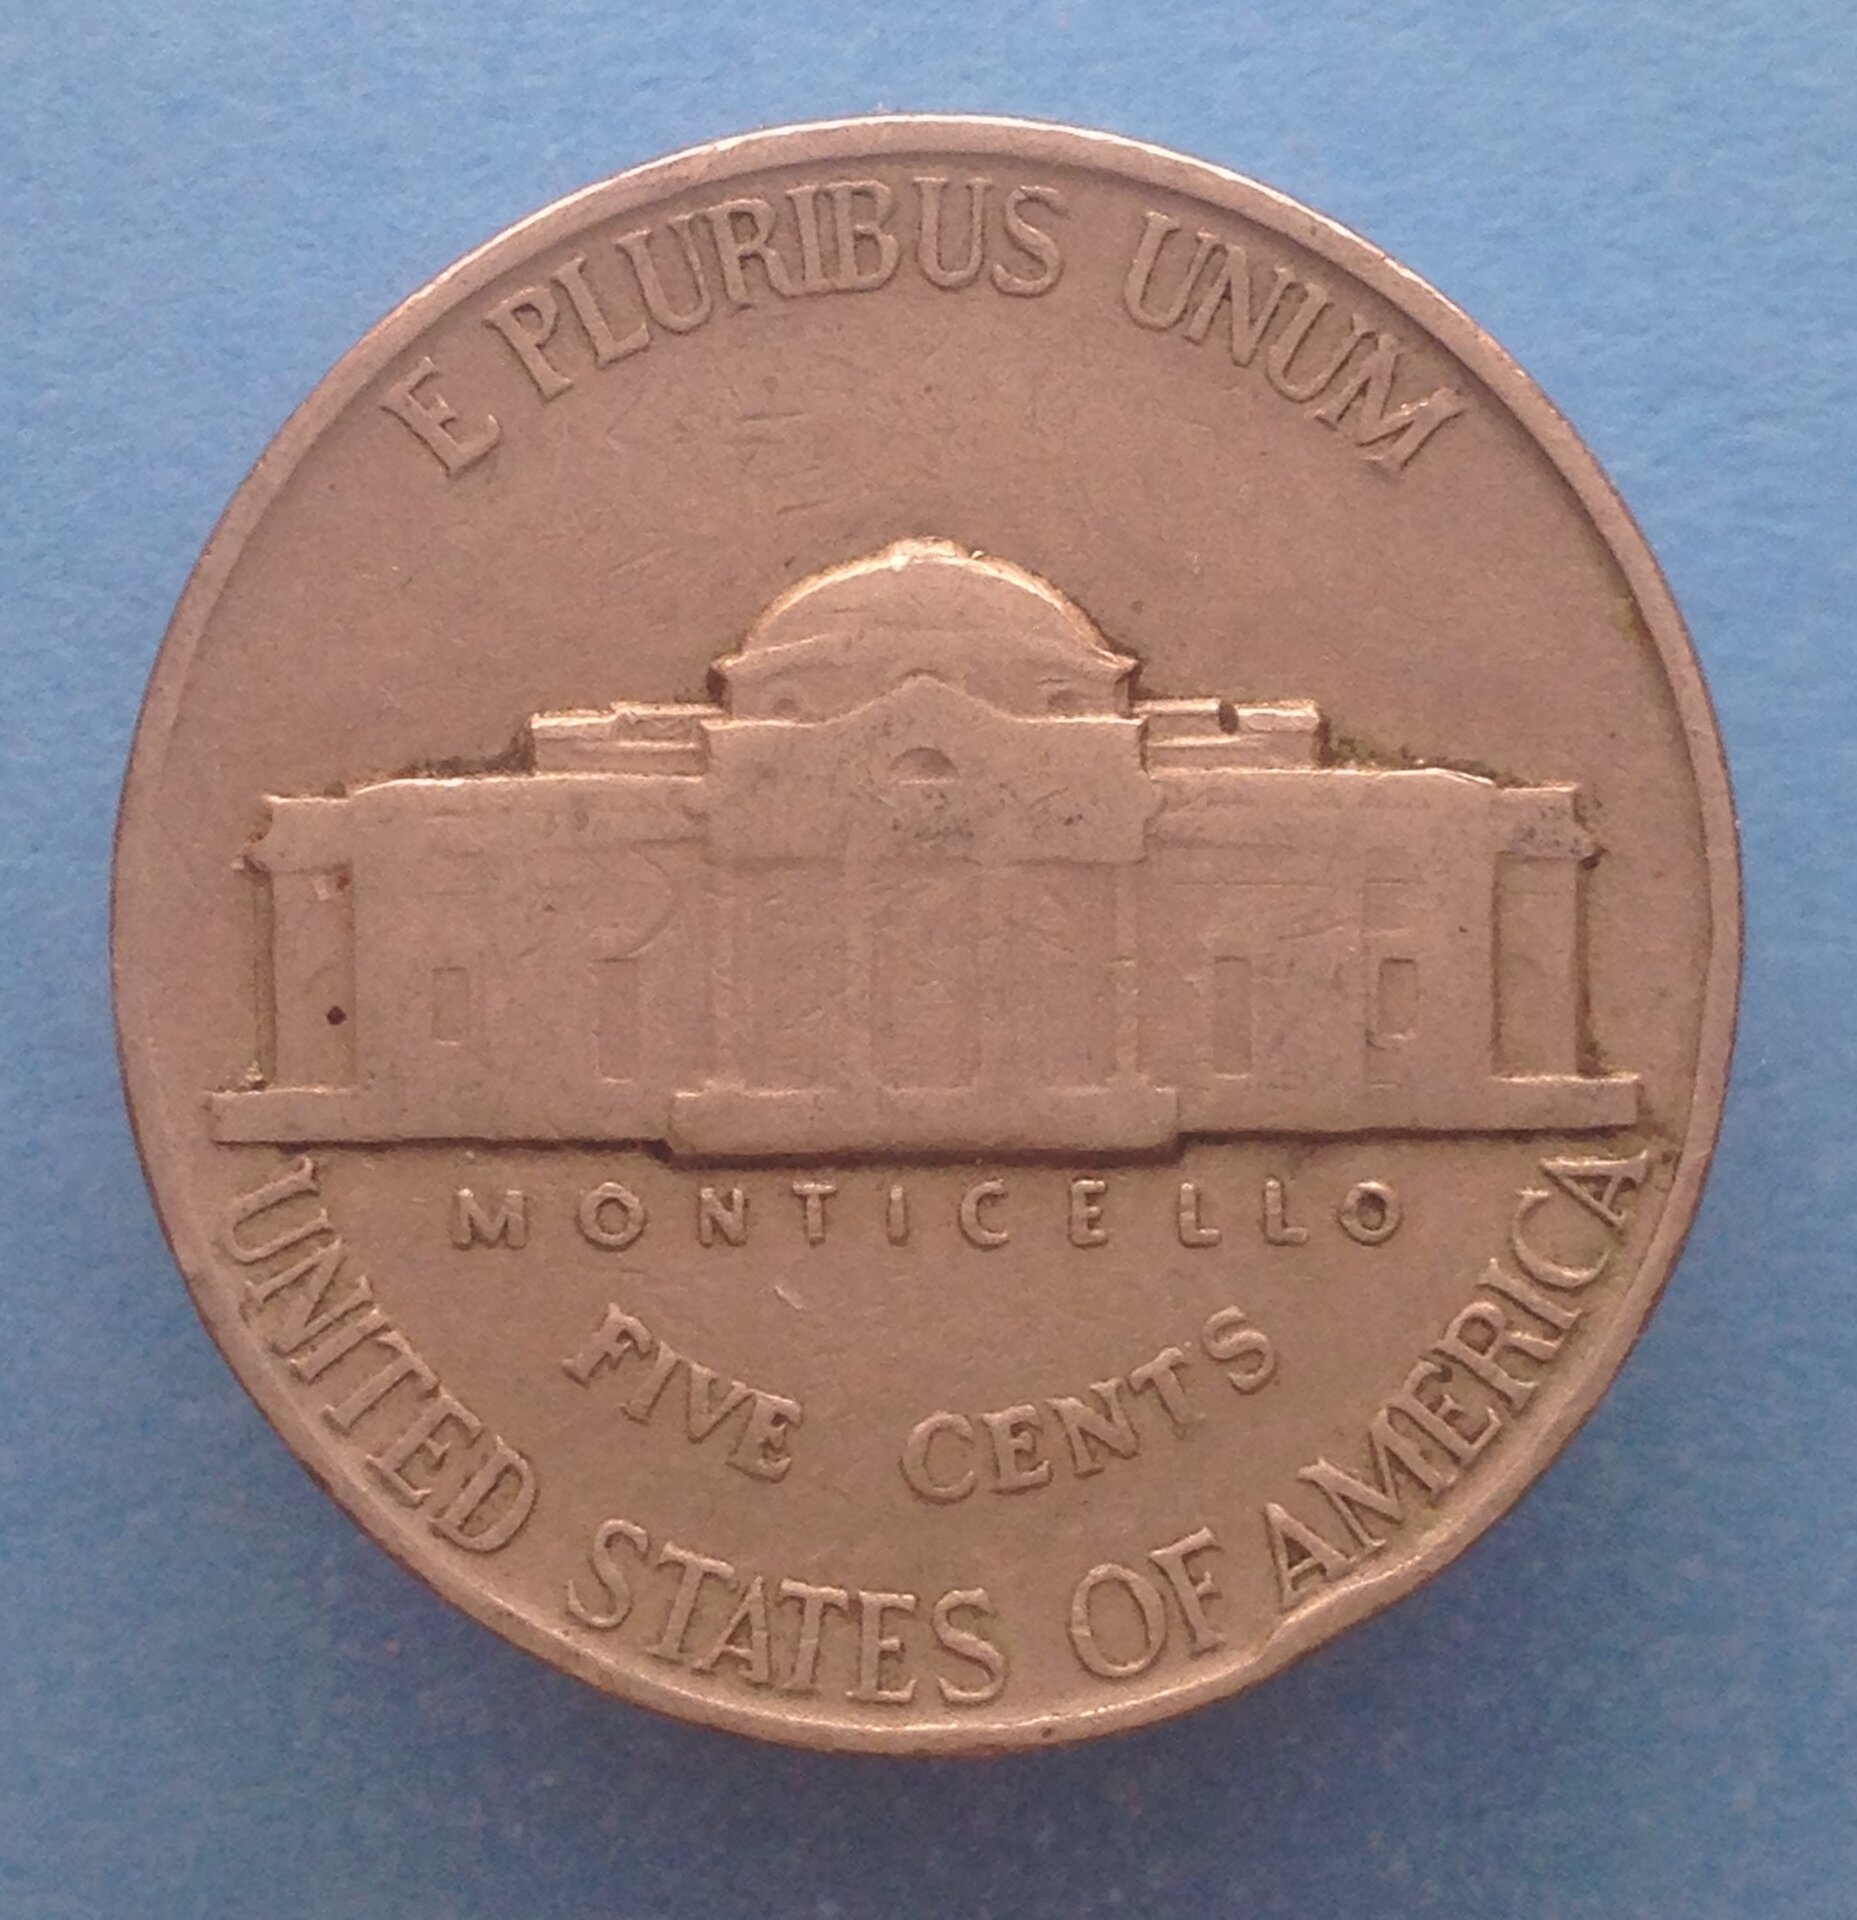 E PLURIBUS UNUM
MONTICELLO
FIVE CENTS
UNITED STATES OF AMERICA